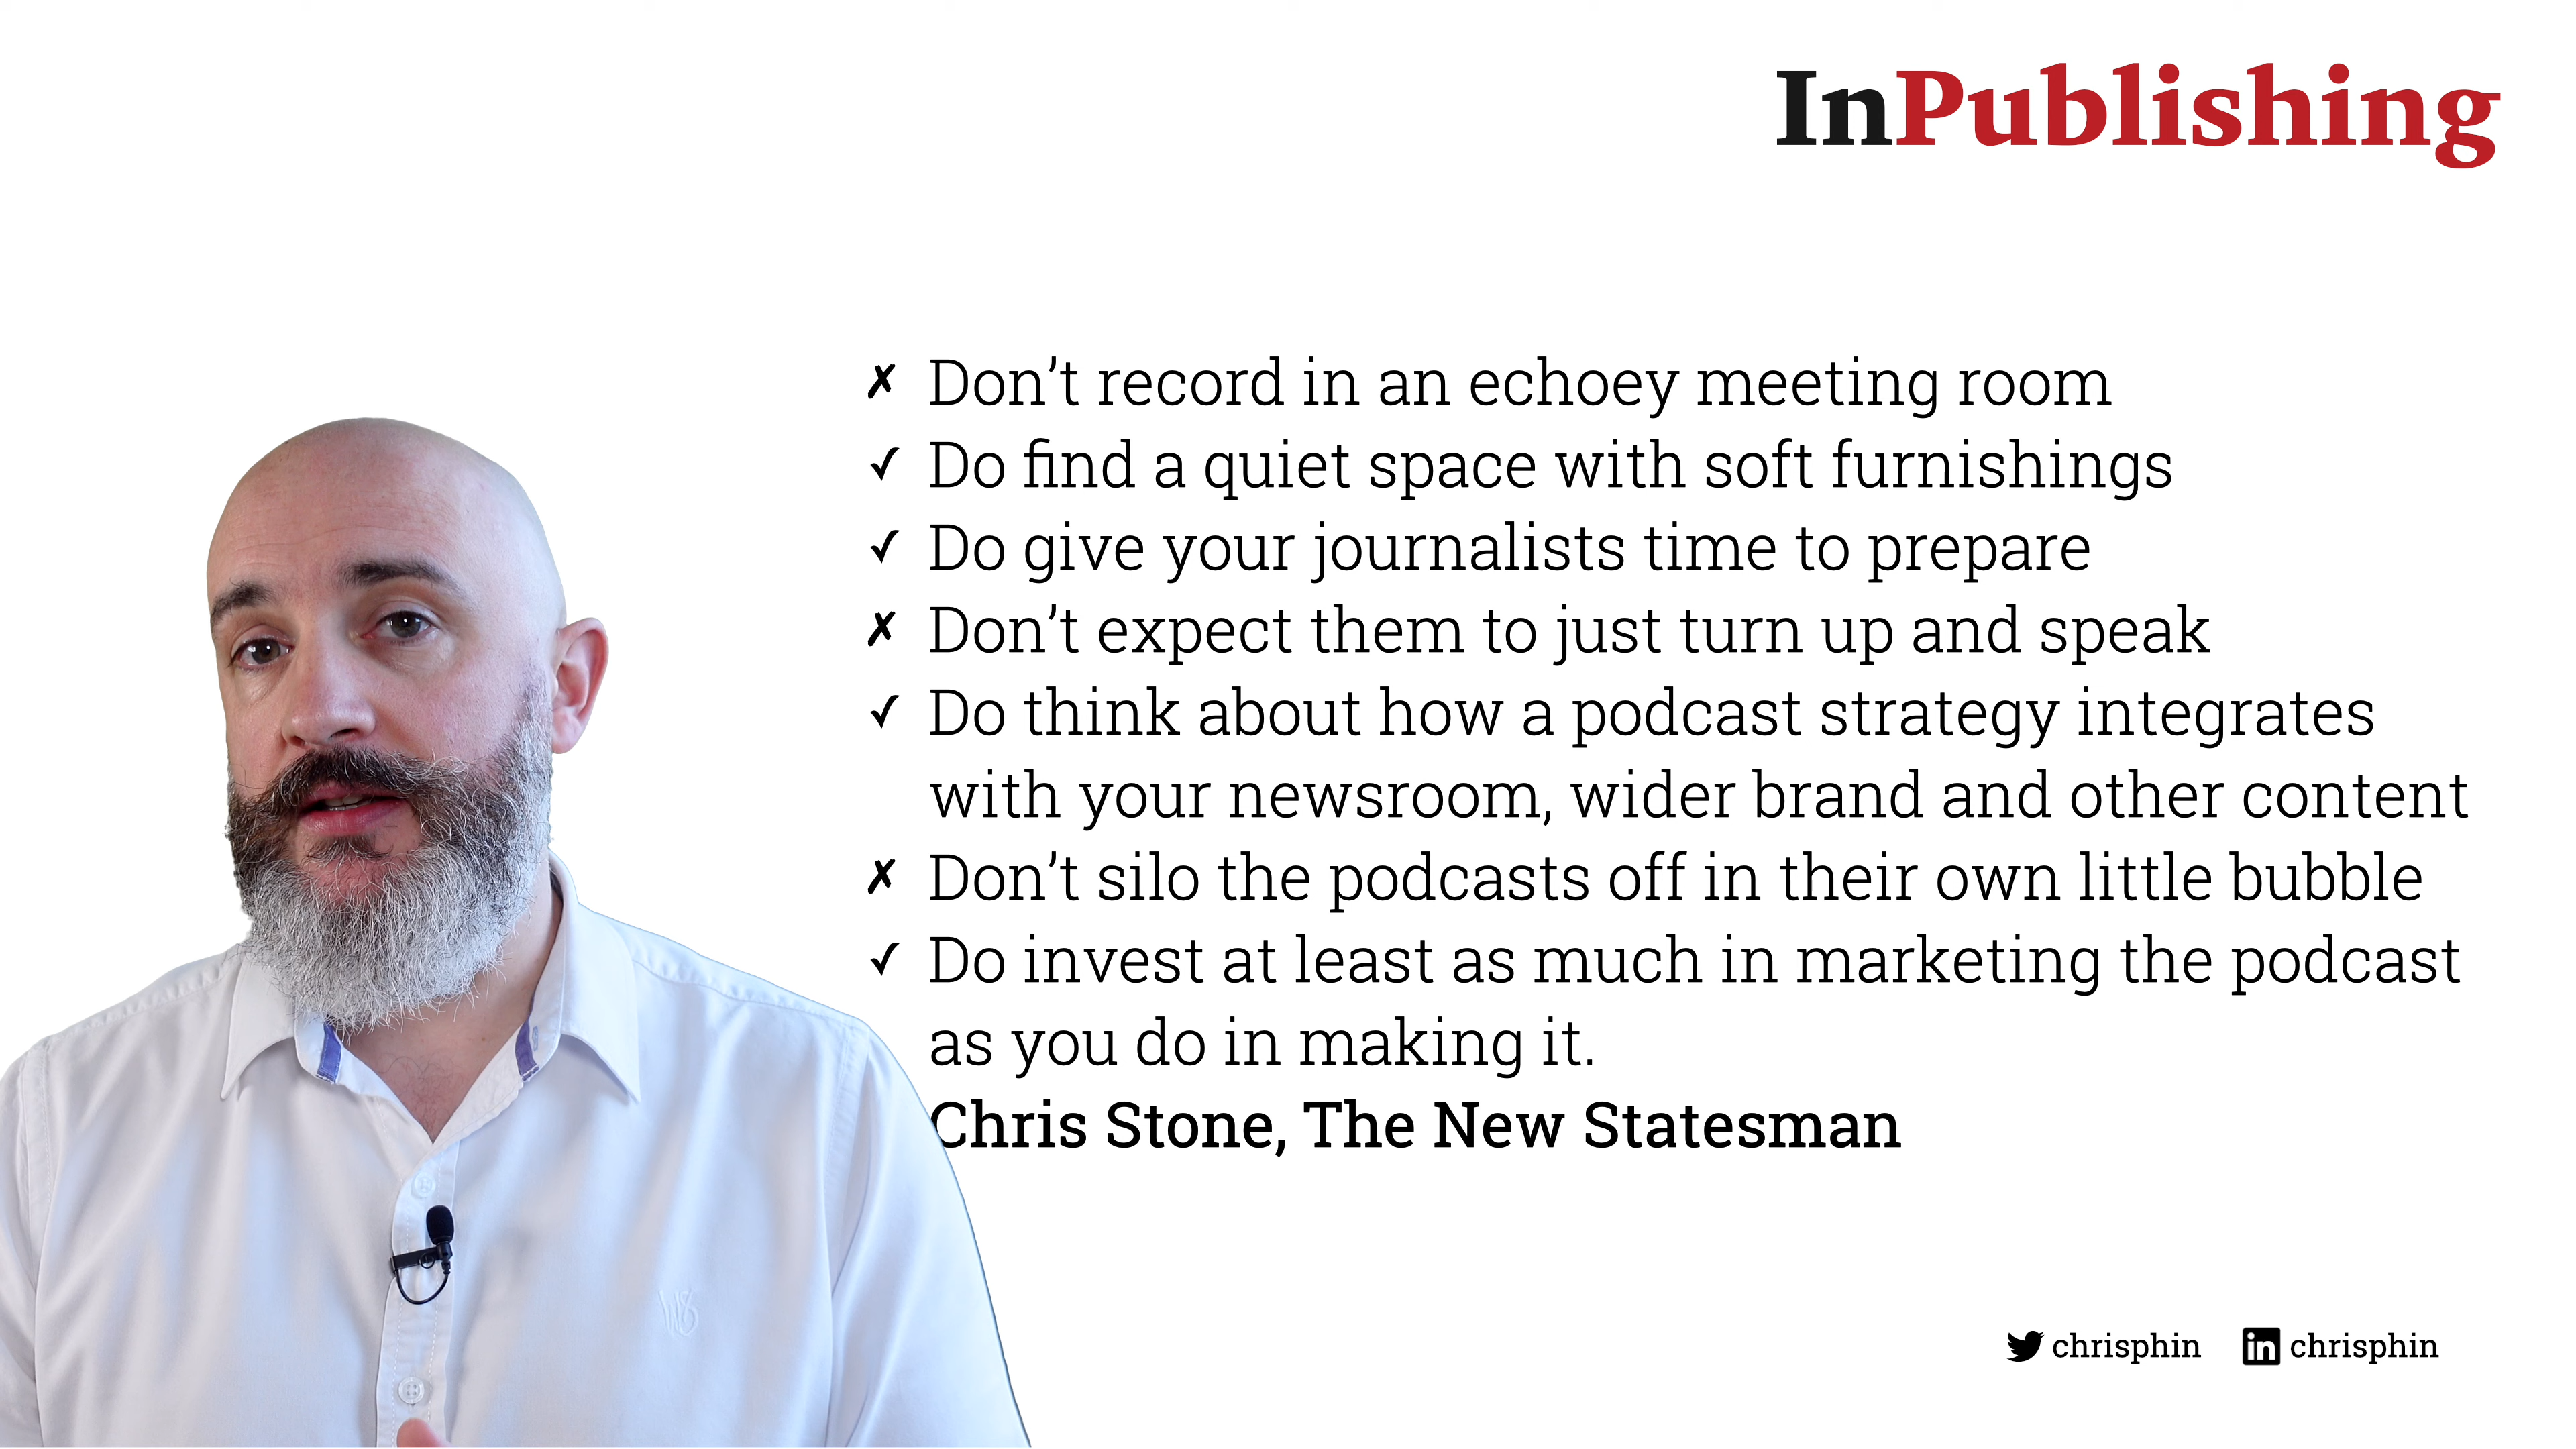 InPublishing
✗ Don’t record in an echoey meeting room
✓ Do find a quiet space with soft furnishings
✓ Do give your journalists time to prepare
✗ Don’t expect them to just turn up and speak
✓ Do think about how a podcast strategy integrates
with your newsroom, wider brand and other content
✗ Don’t silo the podcasts off in their own little bubble
✓ Do invest at least as much in marketing the podcast
as you do in making it.
Chris Stone, The New Statesman
chrisphin chrisphin